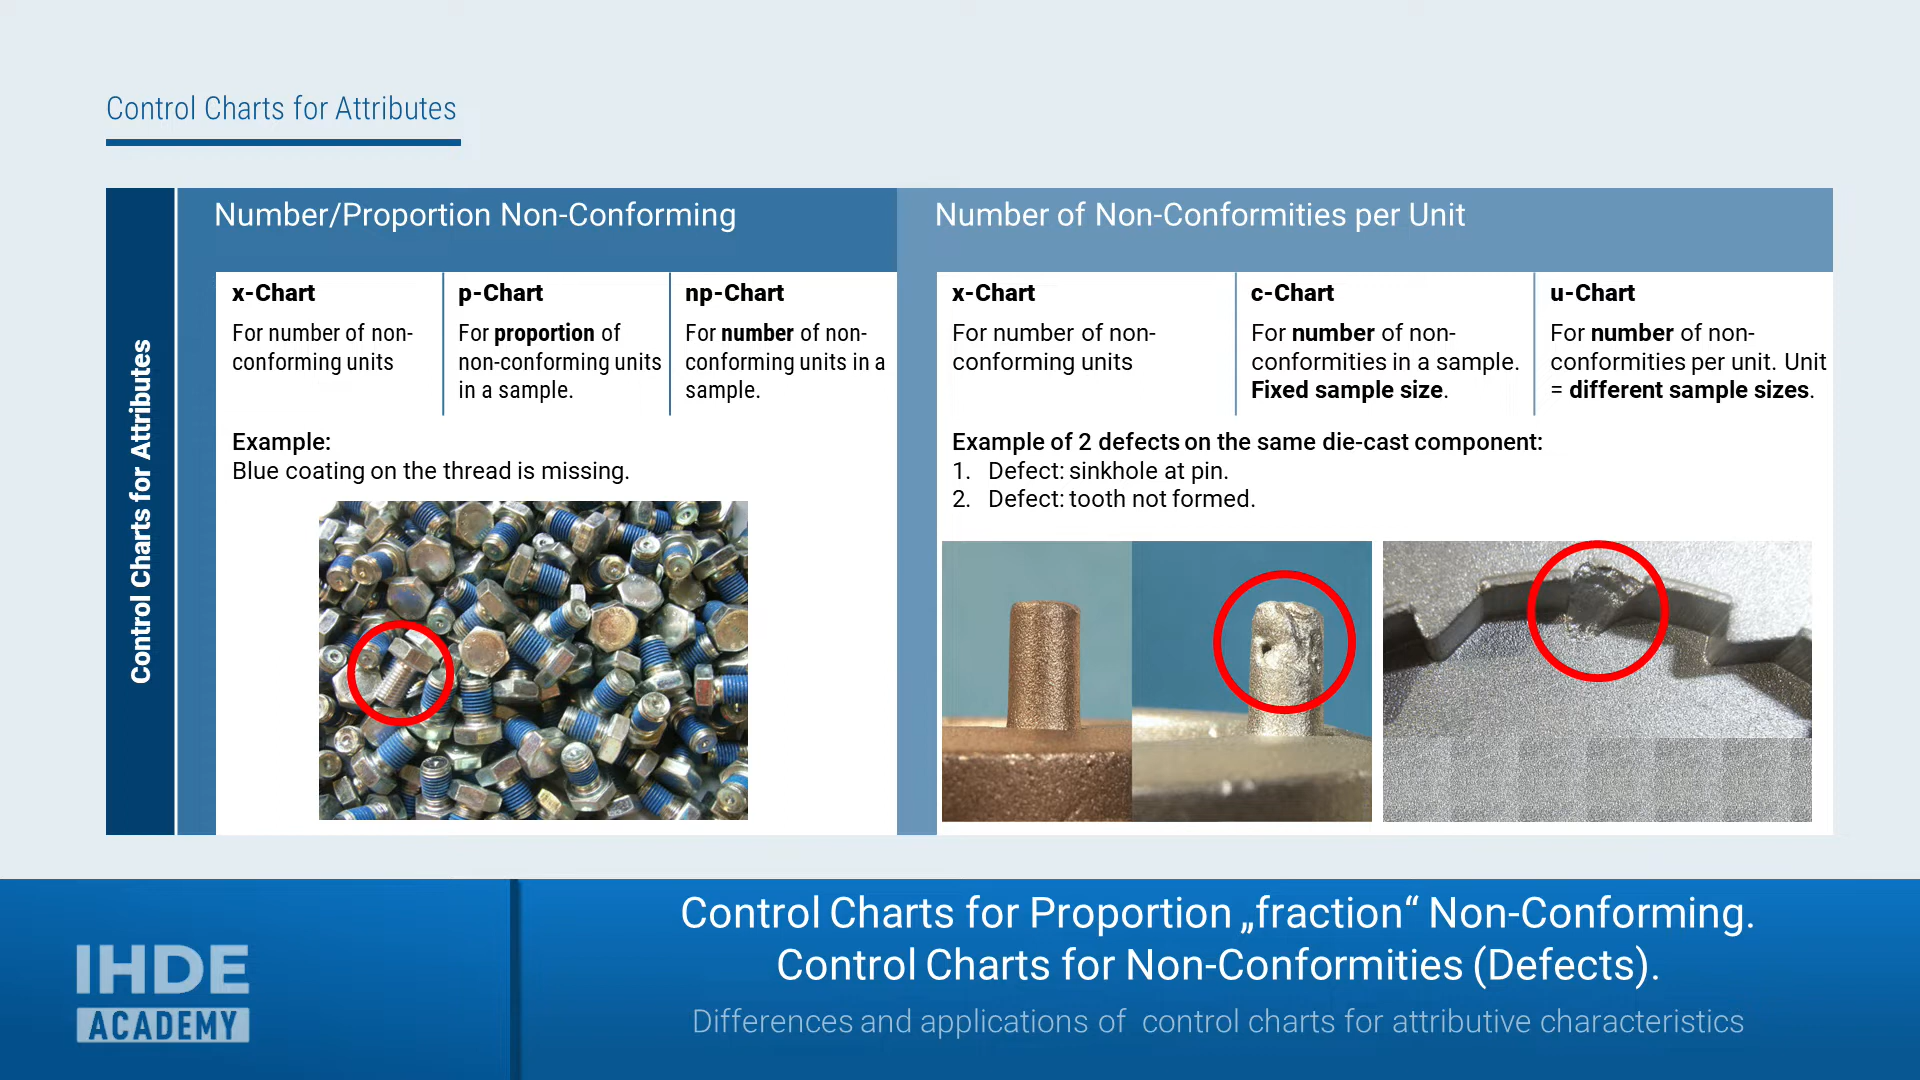 Control Charts for Attributes
Control Charts for Attributes
Number/Proportion Non-Conforming
x-Chart
For number of non-
conforming units
p-Chart
For proportion of
non-conforming units
in a sample.
np-Chart
For number of non-
conforming units in a
sample.
Example:
Blue coating on the thread is missing.
Number of Non-Conformities per Unit
x-Chart
For number of non-
conforming units
c-Chart
For number of non-
conformities in a sample.
Fixed sample size.
u-Chart
For number of non-
conformities per unit. Unit
= different sample sizes.
Example of 2 defects on the same die-cast component:
1. Defect: sinkhole at pin.
2. Defect: tooth not formed.
IHDE
ACADEMY
Control Charts for Proportion „fraction“ Non-Conforming.
Control Charts for Non-Conformities (Defects).
Differences and applications of control charts for attributive characteristics